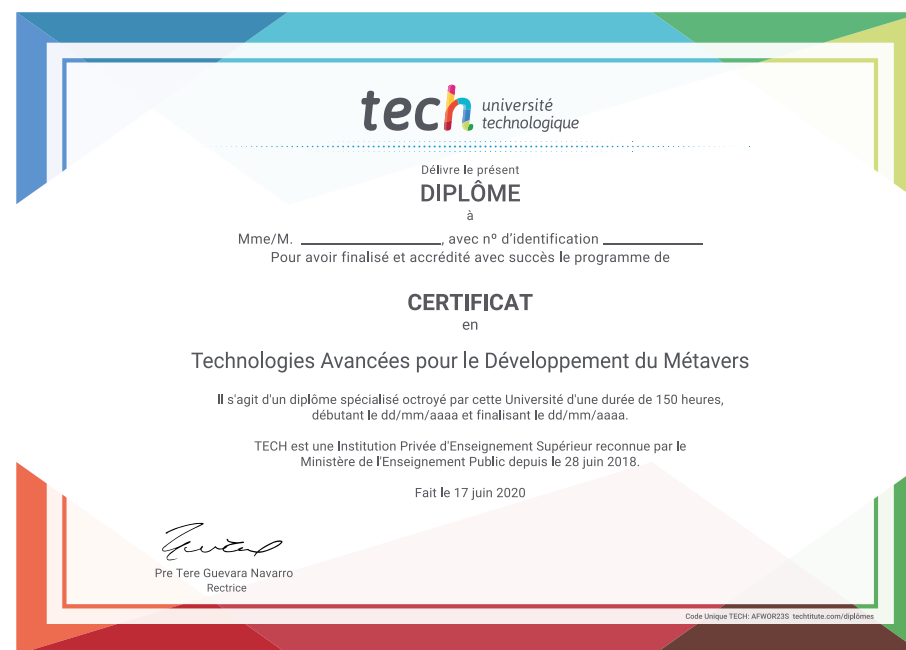 tech université
technologique
Délivre le présent
DIPLÔME
à
Mme/M. ____________________, avec nº d'identification ______________
Pour avoir finalisé et accrédité avec succès le programme de
CERTIFICAT
en
Technologies Avancées pour le Développement du Métavers
Il s'agit d'un diplôme spécialisé octroyé par cette Université d'une durée de 150 heures,
débutant le dd/mm/aaaa et finalisant le dd/mm/aaaa.
TECH est une Institution Privée d'Enseignement Supérieur reconnue par le
Ministère de l'Enseignement Public depuis le 28 juin 2018.
Fait le 17 juin 2020
Pre Tere Guevara Navarro
Rectrice
Code Unique TECH: AFWOR23S techtitute.com/diplômes